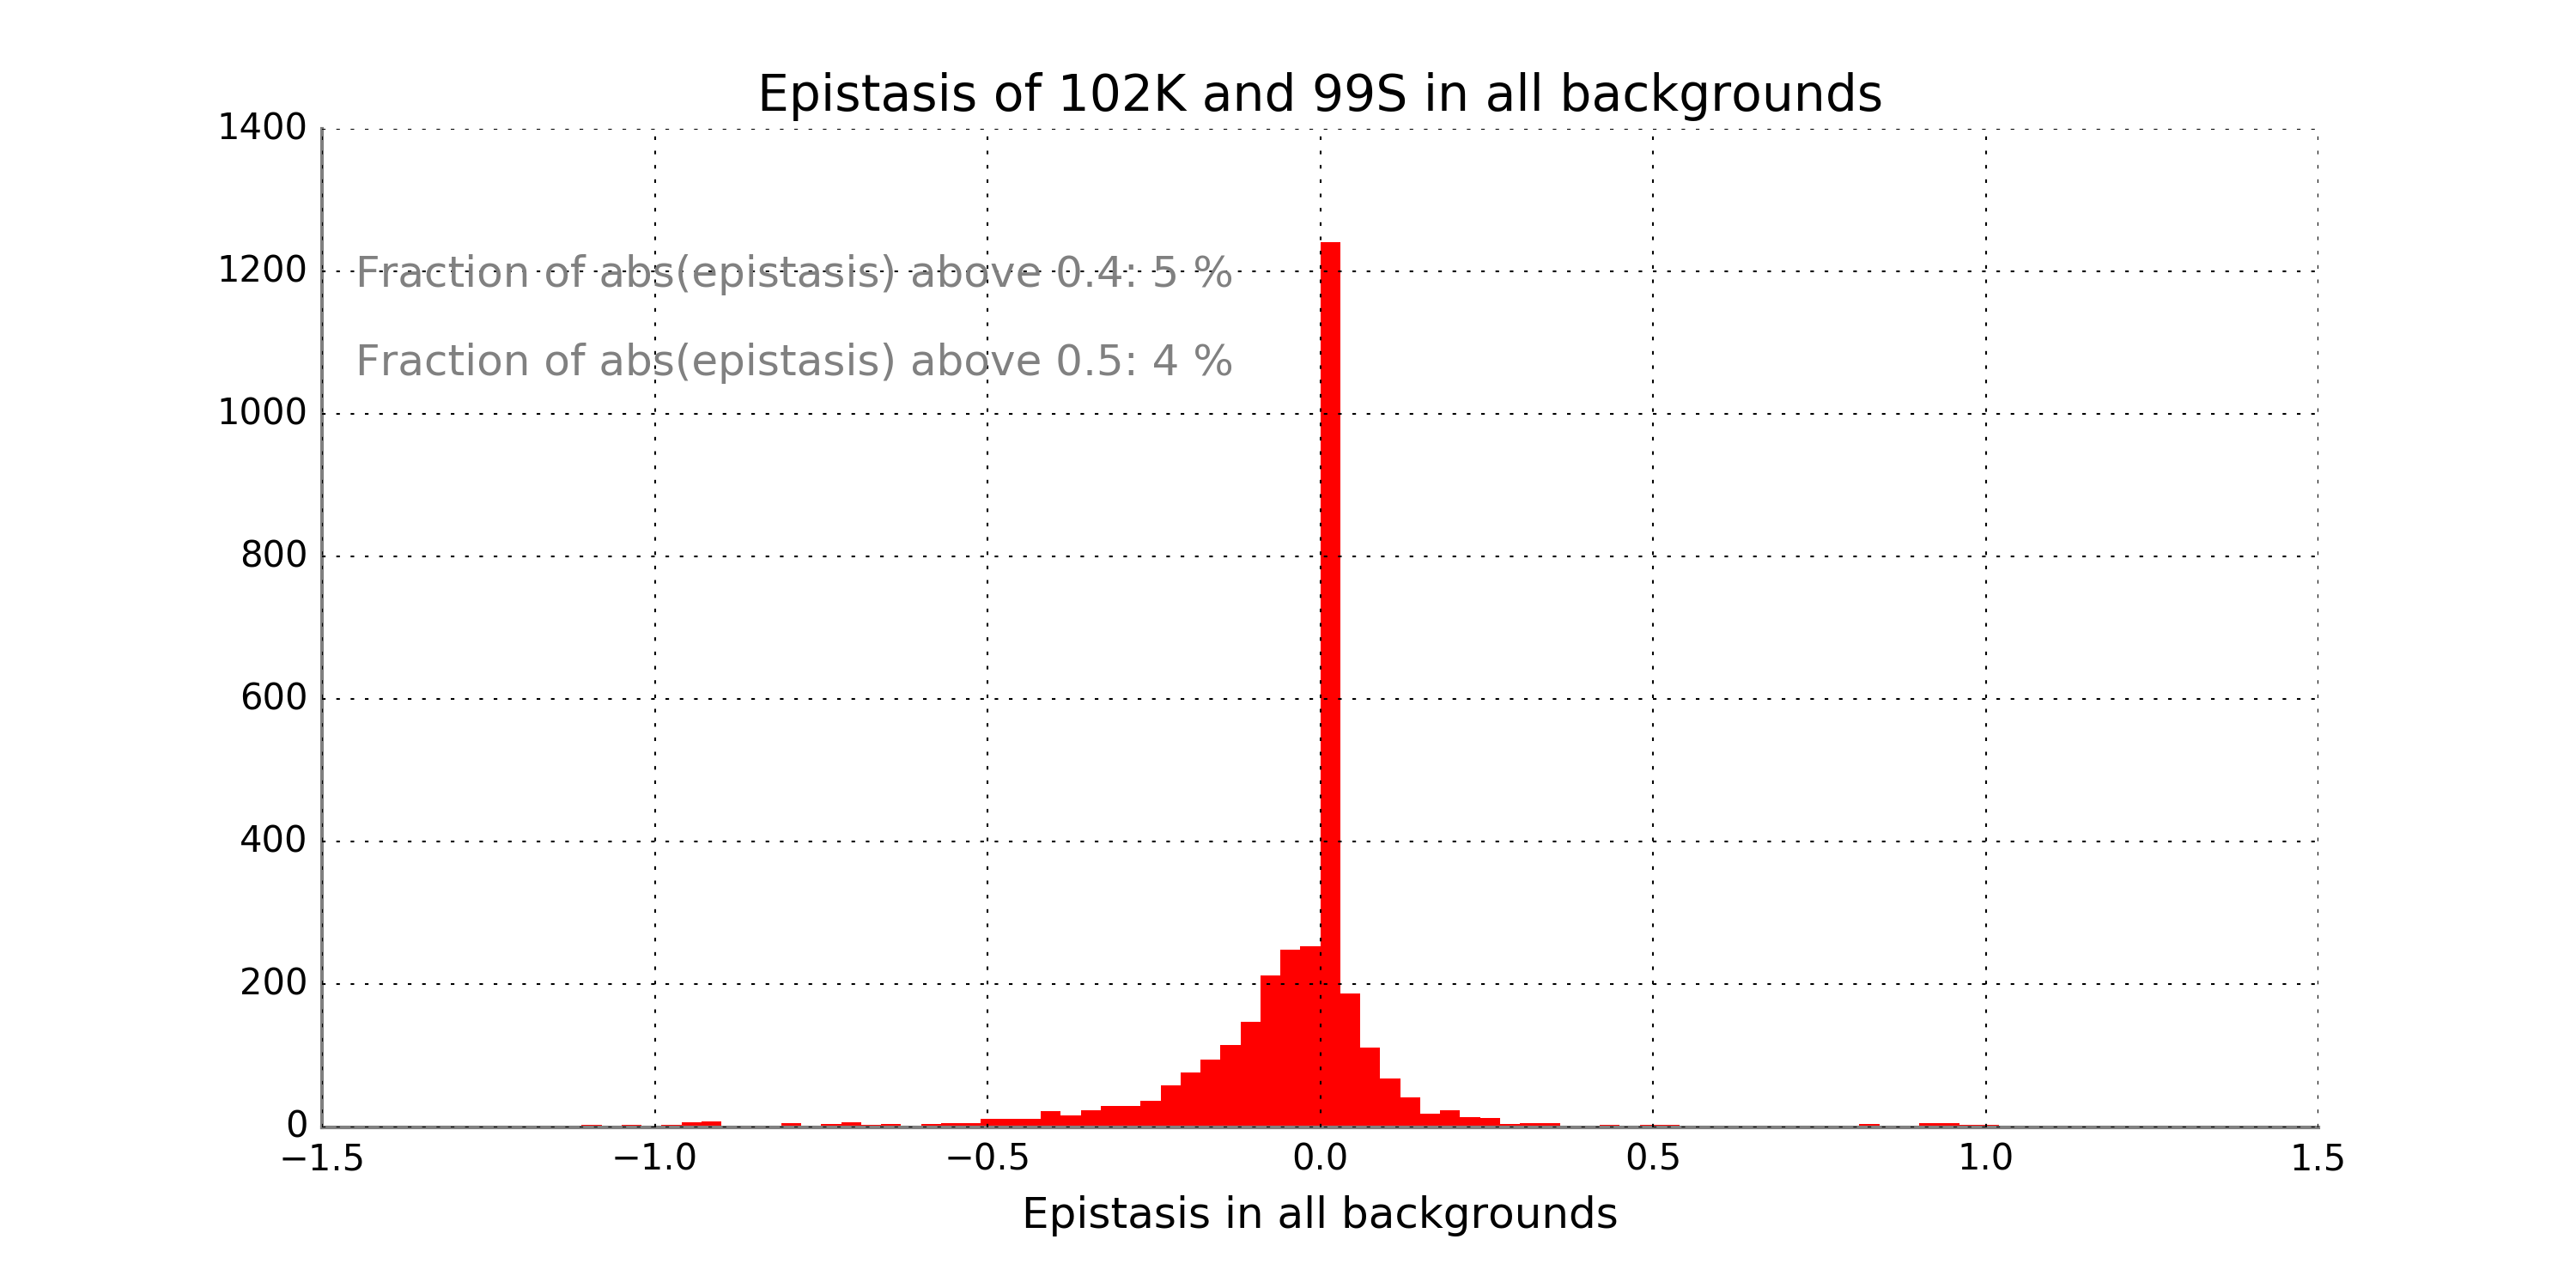 Epistasis of 102K and 99S in all backgrounds
1400
1200
1000
800
600
400
200
0
Fraction of abs(epistasis) above 0.4: 5 %
Fraction of abs(epistasis) above 0.5: 4 %
−1.5 −1.0 −0.5 0.0 0.5 1.0 1.5
Epistasis in all backgrounds